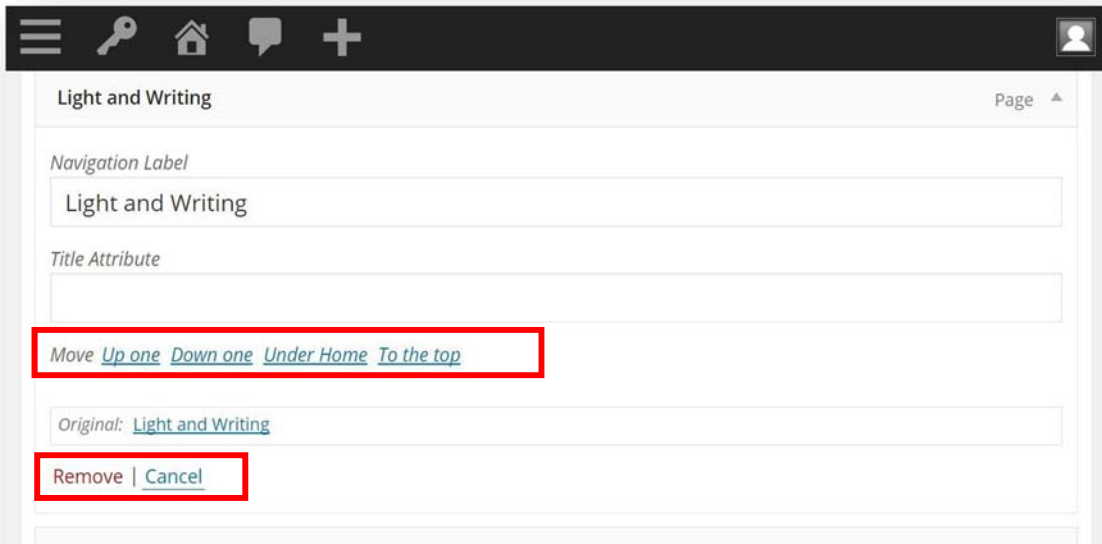 Light and Writing Page
Navigation Label
Light and Writing
Title Attribute
Move Up one Down one Under Home To the top
Original: Light and Writing
Remove | Cancel